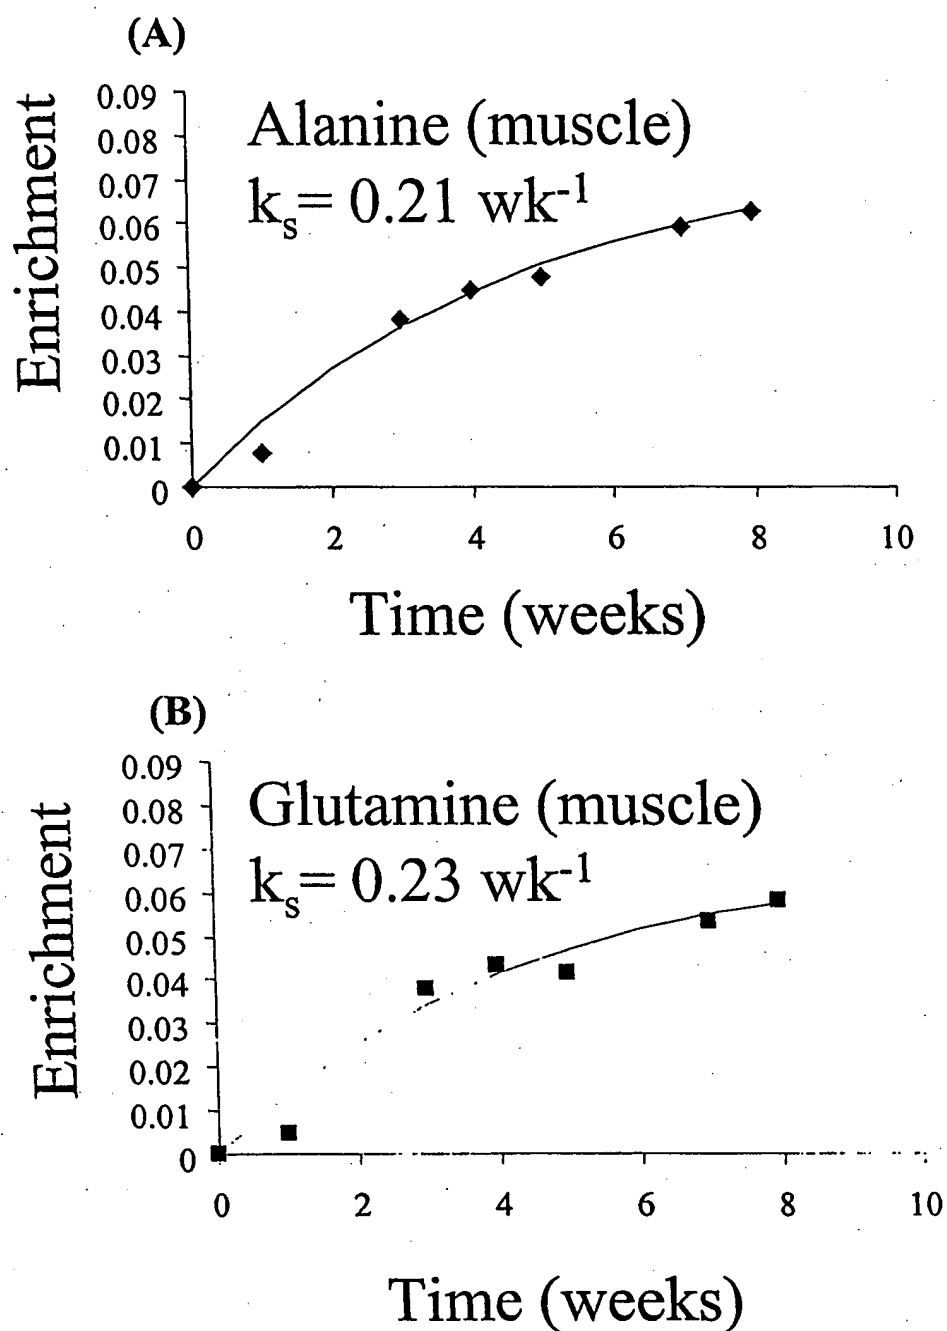 (A)
Enrichment
Alanine (muscle)
kₛ= 0.21 wk⁻¹
0.09
0.08
0.07
0.06
0.05
0.04
0.03
0.02
0.01
0
0 2 4 6 8 10
Time (weeks)
(B)
Enrichment
Glutamine (muscle)
kₛ= 0.23 wk⁻¹
0.09
0.08
0.07
0.06
0.05
0.04
0.03
0.02
0.01
0
0 2 4 6 8 10
Time (weeks)